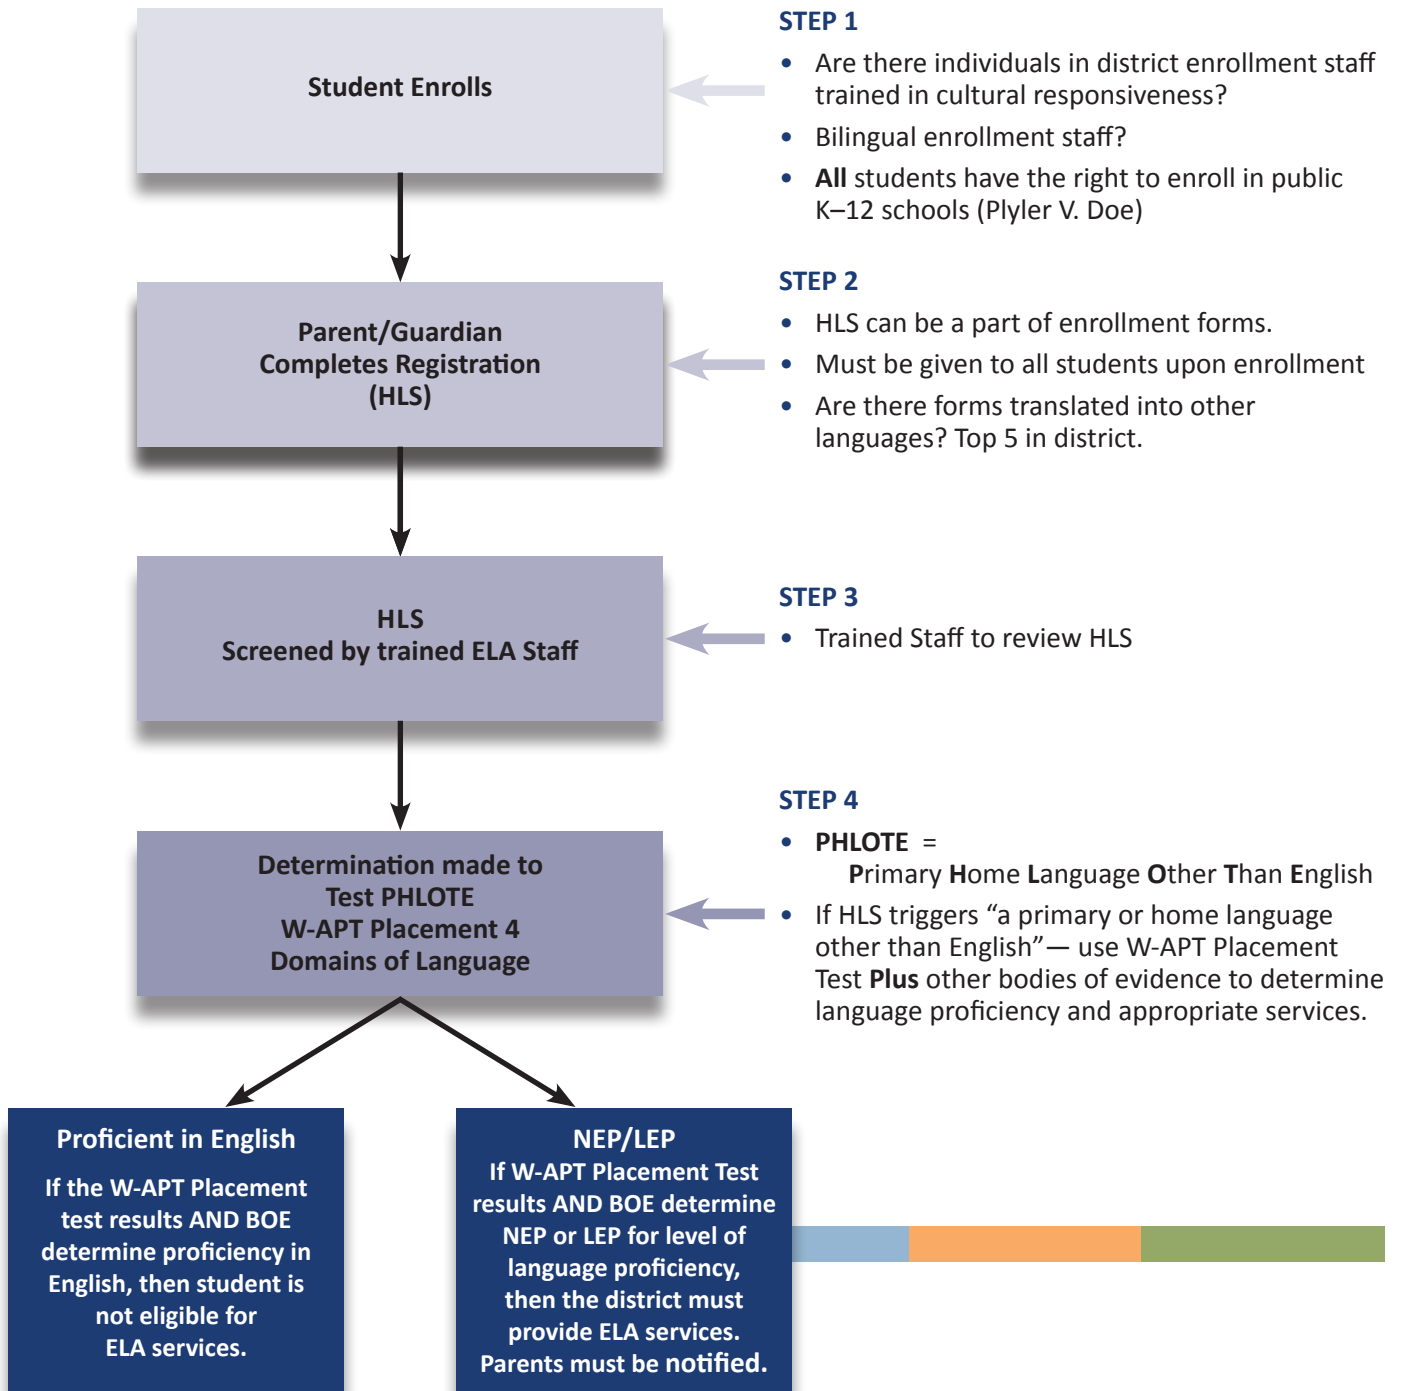 Student Enrolls
STEP 1
• Are there individuals in district enrollment staff
trained in cultural responsiveness?
• Bilingual enrollment staff?
• All students have the right to enroll in public
K–12 schools (Plyler V. Doe)
Parent/Guardian
Completes Registration
(HLS)
STEP 2
• HLS can be a part of enrollment forms.
• Must be given to all students upon enrollment
• Are there forms translated into other
languages? Top 5 in district.
HLS
Screened by trained ELA Staff
STEP 3
• Trained Staff to review HLS
Determination made to
Test PHLOTE
W-APT Placement 4
Domains of Language
STEP 4
• PHLOTE =
Primary Home Language Other Than English
• If HLS triggers “a primary or home language
other than English”— use W-APT Placement
Test Plus other bodies of evidence to determine
language proficiency and appropriate services.
Proficient in English
If the W-APT Placement
test results AND BOE
determine proficiency in
English, then student is
not eligible for
ELA services.
NEP/LEP
If W-APT Placement Test
results AND BOE determine
NEP or LEP for level of
language proficiency,
then the district must
provide ELA services.
Parents must be notified.